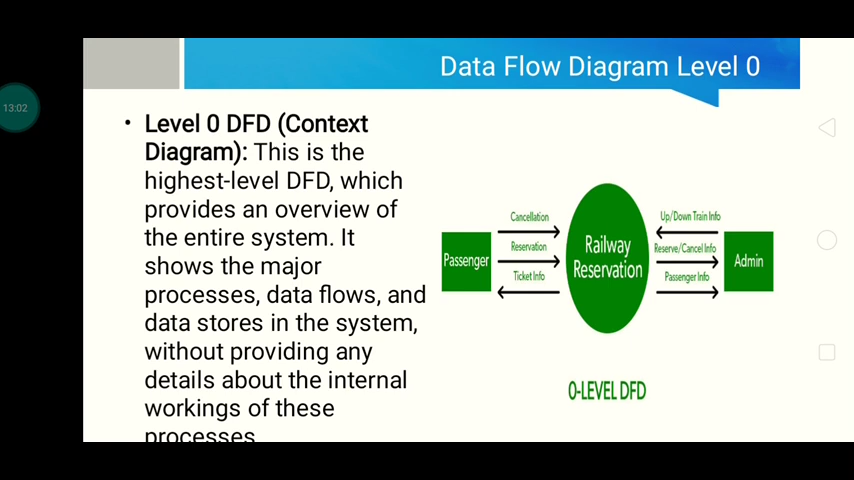 Data Flow Diagram Level 0
13:02
• Level 0 DFD (Context
Diagram): This is the
highest-level DFD, which
provides an overview of
the entire system. It
shows the major
processes, data flows, and
data stores in the system,
without providing any
details about the internal
workings of these
processes.
Passenger
Cancellation
Reservation
Ticket Info
Railway
Reservation
Up/Down Train Info
Reserve/Cancel Info
Passenger Info
Admin
0-LEVEL DFD